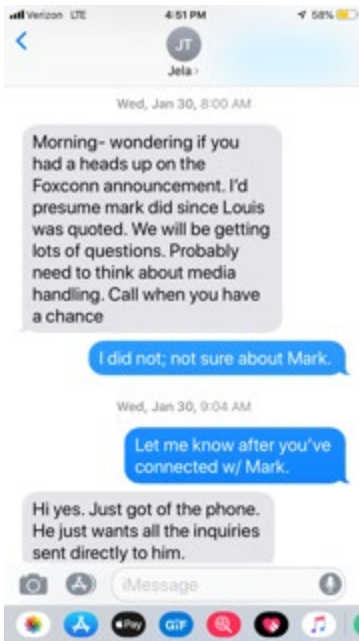 Verizon LTE
4:51 PM
58%
JT
Jela
Wed, Jan 30, 8:00 AM
Morning- wondering if you
had a heads up on the
Foxconn announcement. I'd
presume mark did since Louis
was quoted. We will be getting
lots of questions. Probably
need to think about media
handling. Call when you have
a chance
I did not; not sure about Mark.
Wed, Jan 30, 9:04 AM
Let me know after you've
connected w/ Mark.
Hi yes. Just got of the phone.
He just wants all the inquiries
sent directly to him.
iMessage
Pay
GIF